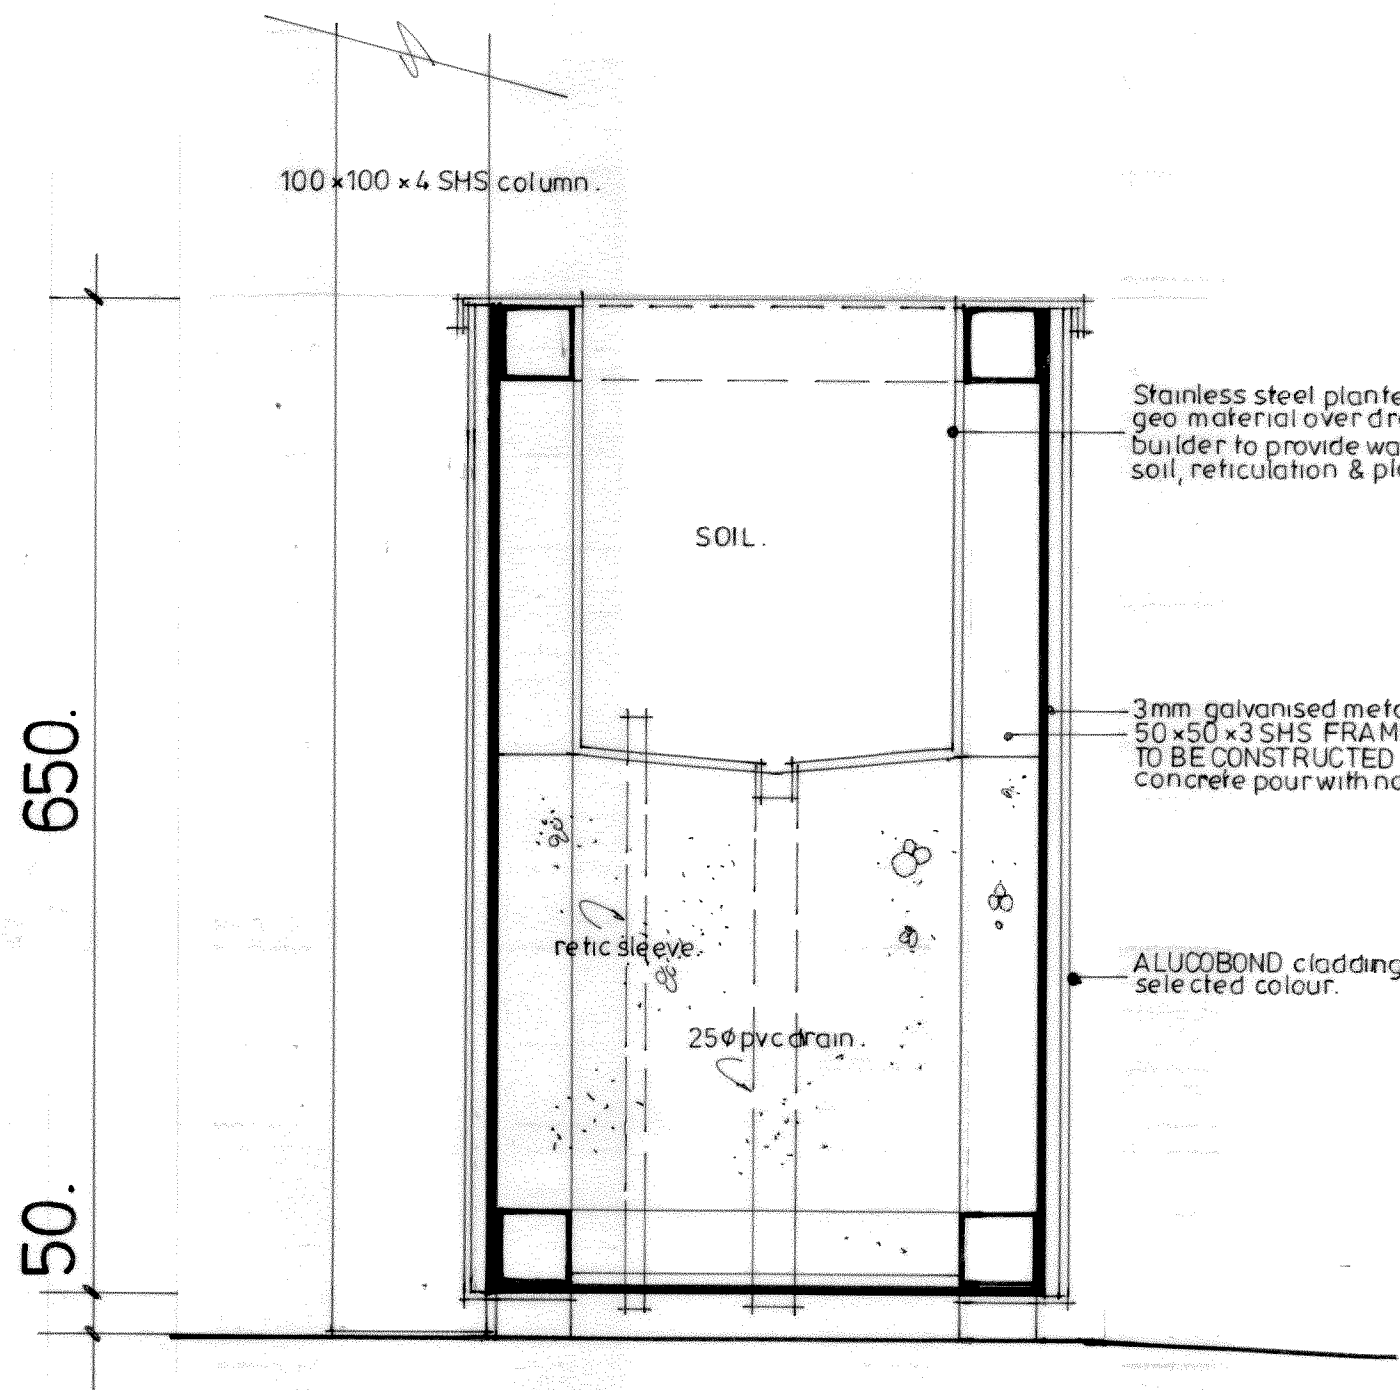 100×100×4 SHS column.
Stainless steel plante
geo material over dr
builder to provide wa
soil, reticulation & pl
SOIL.
650.
3mm galvanised meta
50×50×3 SHS FRAM
TO BE CONSTRUCTED
concrete pour with no
retic sleeve.
ALUCOBOND cladding
selected colour.
25ø pvc drain.
50.